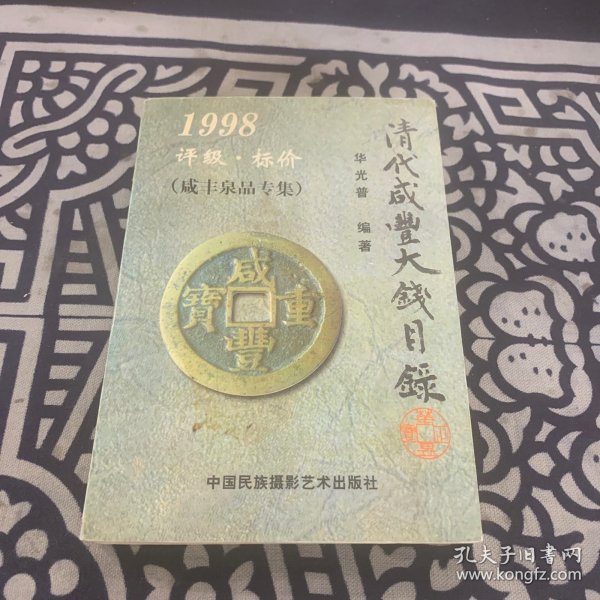 1998
评级·标价
(咸丰泉品专集)
清代咸豐大錢目錄
华光普 编著
咸豐重寶
中国民族摄影艺术出版社
孔夫子旧书网
www.kongfz.com